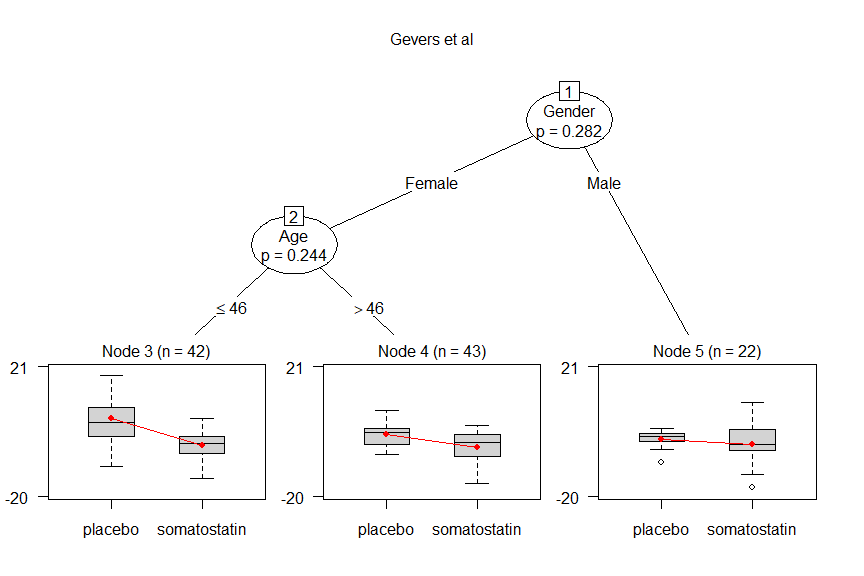 Gevers et al
1
Gender
p = 0.282
Female
Male
2
Age
p = 0.244
≤ 46
> 46
Node 3 (n = 42)
21
-20
placebo
somatostatin
Node 4 (n = 43)
21
-20
placebo
somatostatin
Node 5 (n = 22)
21
-20
placebo
somatostatin